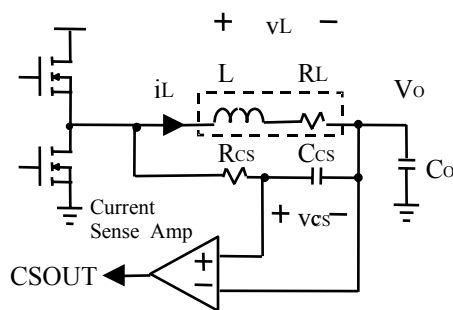 + vL −
iL L RL VO
RCS CCS CO
+ vcs −
Current
Sense Amp
CSOUT + −